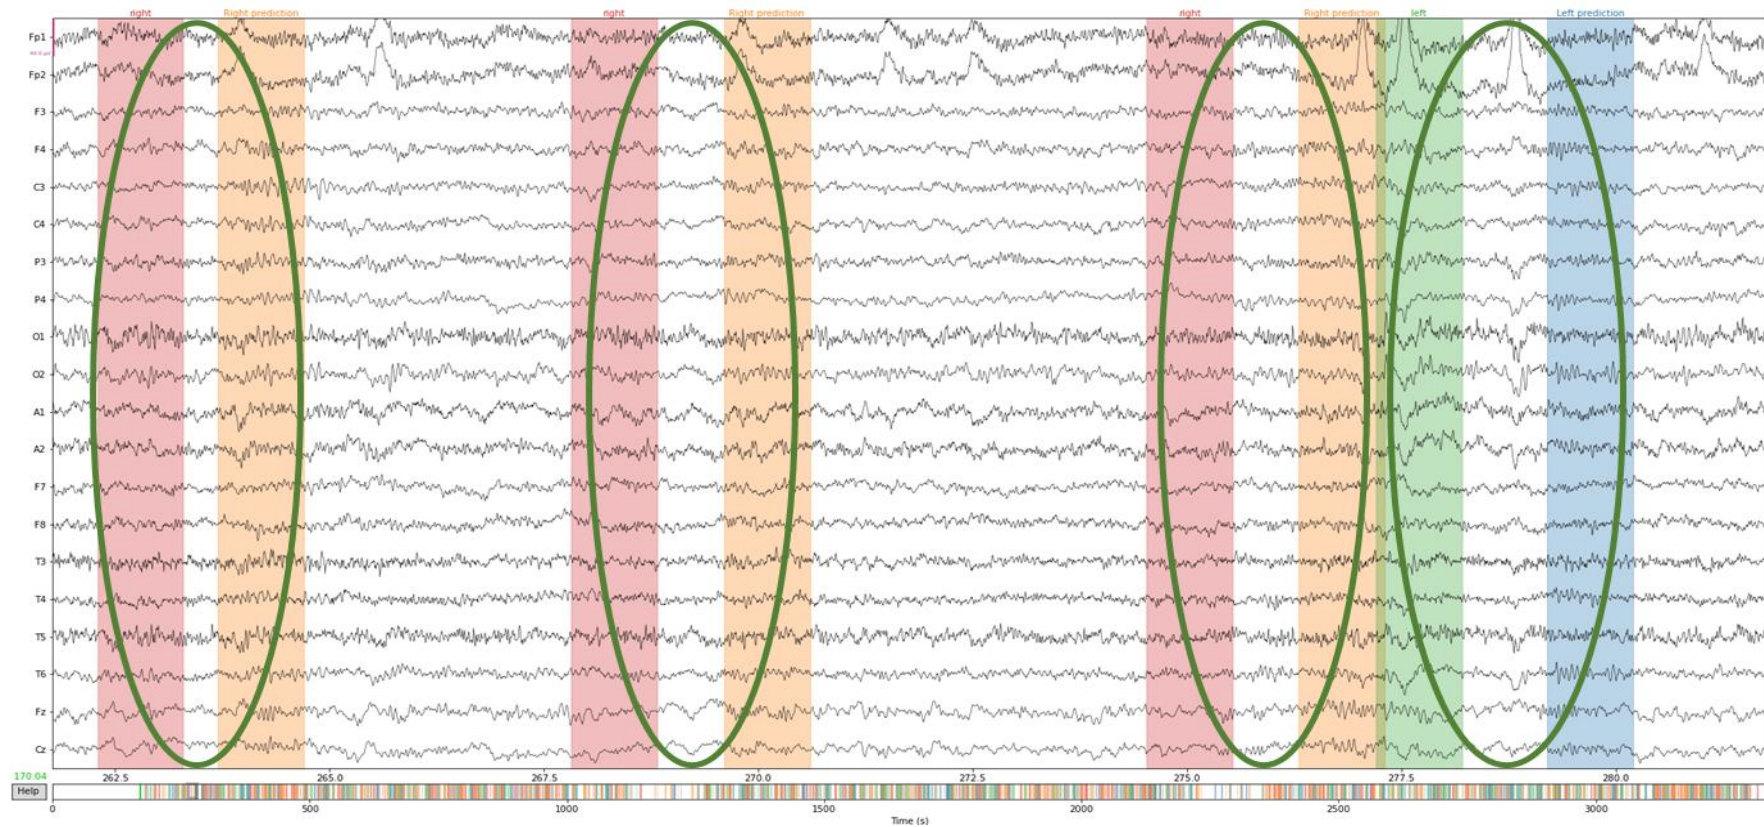 right Right prediction right Right prediction right Right prediction left Left prediction
Fp1
Fp2
F3
F4
C3
C4
P3
P4
O1
O2
A1
A2
F7
F8
T3
T4
T5
T6
Fz
Cz
170.04 262.5 265.0 267.5 270.0 272.5 275.0 277.5 280.0
Help
0 500 1000 1500 2000 2500 3000
Time (s)